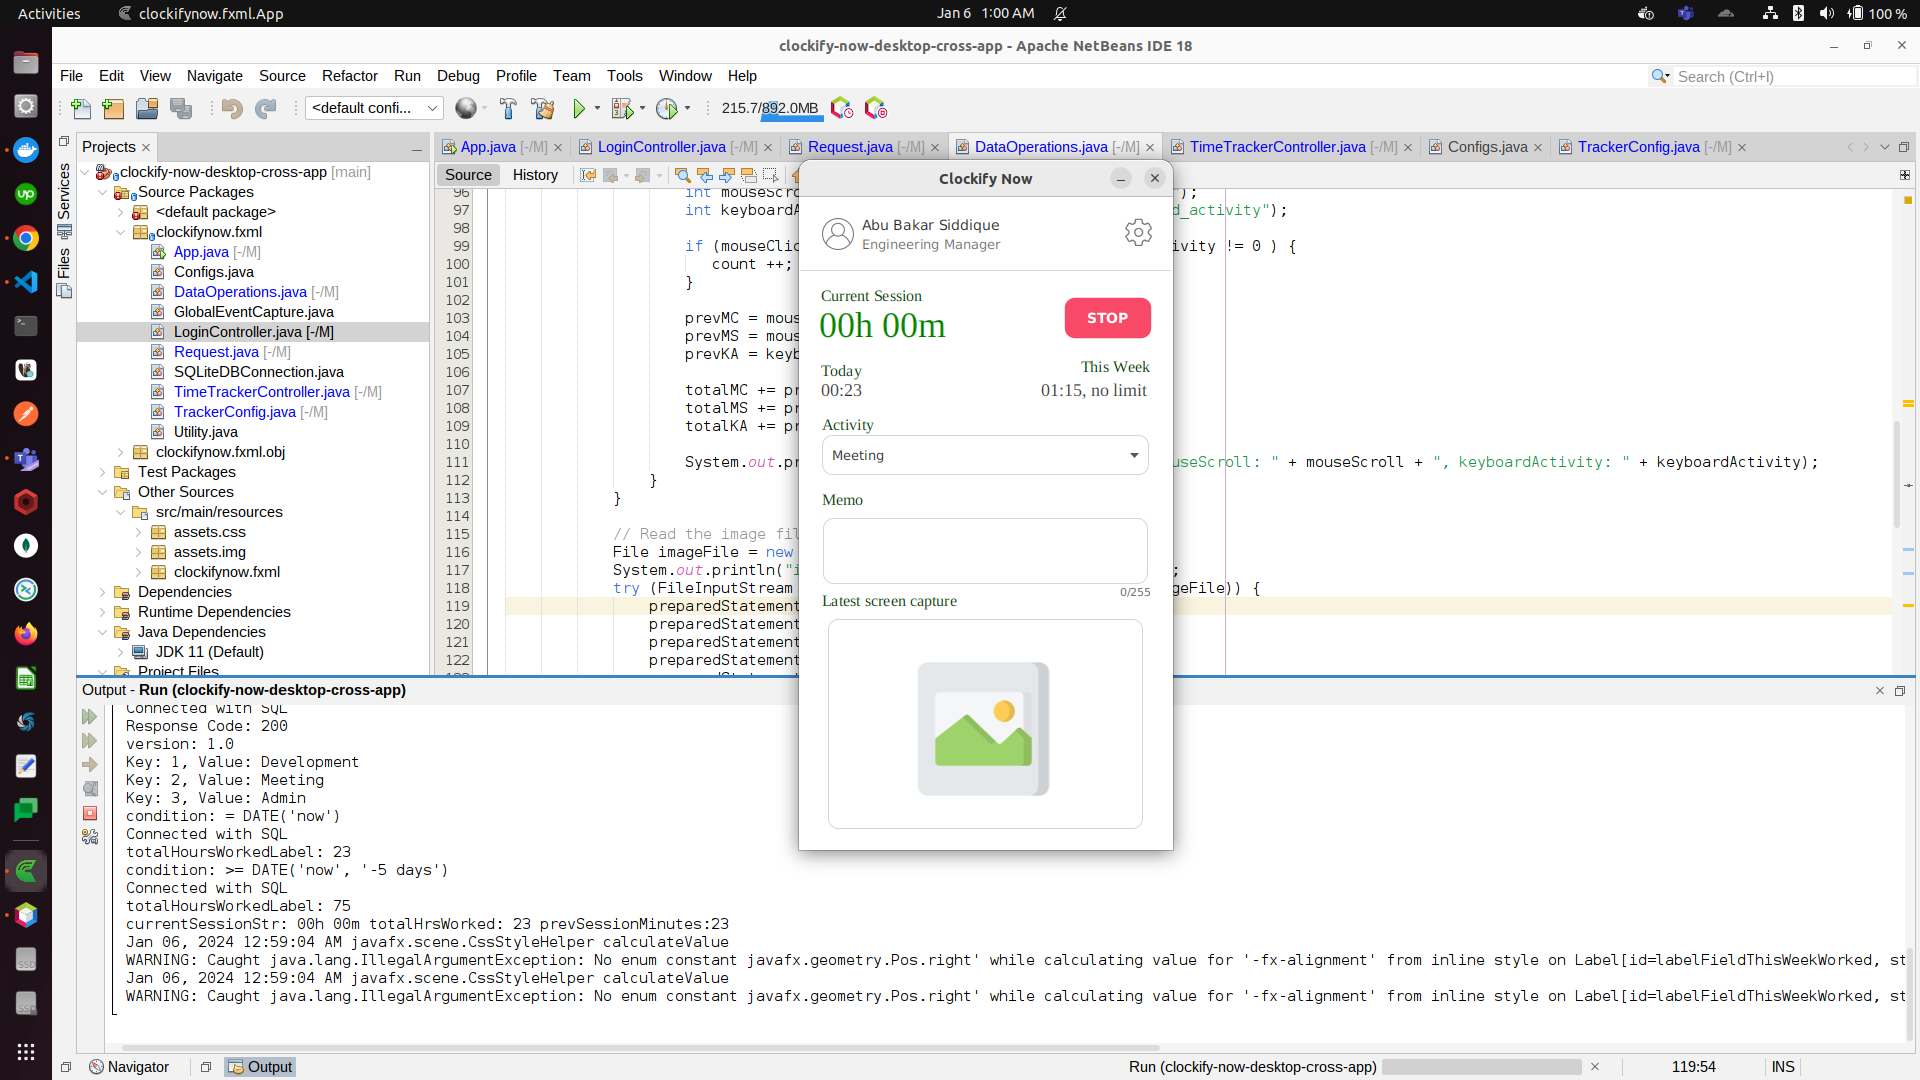 Activities
clockifynow.fxml.App
Jan 6 1:00 AM
100 %
clockify-now-desktop-cross-app - Apache NetBeans IDE 18
File Edit View Navigate Source Refactor Run Debug Profile Team Tools Window Help
Search (Ctrl+I)
<default confi...
215.7/892.0MB
Projects
Services
Files
clockify-now-desktop-cross-app [main]
Source Packages
<default package>
clockifynow.fxml
App.java [-/M]
Configs.java
DataOperations.java [-/M]
GlobalEventCapture.java
LoginController.java [-/M]
Request.java [-/M]
SQLiteDBConnection.java
TimeTrackerController.java [-/M]
TrackerConfig.java [-/M]
Utility.java
clockifynow.fxml.obj
Test Packages
Other Sources
src/main/resources
assets.css
assets.img
clockifynow.fxml
Dependencies
Runtime Dependencies
Java Dependencies
JDK 11 (Default)
Project Files
App.java [-/M] LoginController.java [-/M] Request.java [-/M] DataOperations.java [-/M] TimeTrackerController.java [-/M] Configs.java TrackerConfig.java [-/M]
Source History
96 int mouseScro ");
97 int keyboardA d_activity");
98
99 if (mouseClic ivity != 0 ) {
100 count ++;
101 }
102
103 prevMC = mous
104 prevMS = mous
105 prevKA = keyb
106
107 totalMC += pr
108 totalMS += pr
109 totalKA += pr
110
111 System.out.pr useScroll: " + mouseScroll + ", keyboardActivity: " + keyboardActivity);
112 }
113 }
114
115 // Read the image fil
116 File imageFile = new
117 System.out.println("i ;
118 try (FileInputStream geFile)) {
119 preparedStatement
120 preparedStatement
121 preparedStatement
122 preparedStatement
Clockify Now
Abu Bakar Siddique
Engineering Manager
Current Session
00h 00m
STOP
Today
00:23
This Week
01:15, no limit
Activity
Meeting
Memo
0/255
Latest screen capture
Output - Run (clockify-now-desktop-cross-app)
Connected with SQL
Response Code: 200
version: 1.0
Key: 1, Value: Development
Key: 2, Value: Meeting
Key: 3, Value: Admin
condition: = DATE('now')
Connected with SQL
totalHoursWorkedLabel: 23
condition: >= DATE('now', '-5 days')
Connected with SQL
totalHoursWorkedLabel: 75
currentSessionStr: 00h 00m totalHrsWorked: 23 prevSessionMinutes:23
Jan 06, 2024 12:59:04 AM javafx.scene.CssStyleHelper calculateValue
WARNING: Caught java.lang.IllegalArgumentException: No enum constant javafx.geometry.Pos.right' while calculating value for '-fx-alignment' from inline style on Label[id=labelFieldThisWeekWorked, st
Jan 06, 2024 12:59:04 AM javafx.scene.CssStyleHelper calculateValue
WARNING: Caught java.lang.IllegalArgumentException: No enum constant javafx.geometry.Pos.right' while calculating value for '-fx-alignment' from inline style on Label[id=labelFieldThisWeekWorked, st
Navigator Output
Run (clockify-now-desktop-cross-app)
119:54 INS